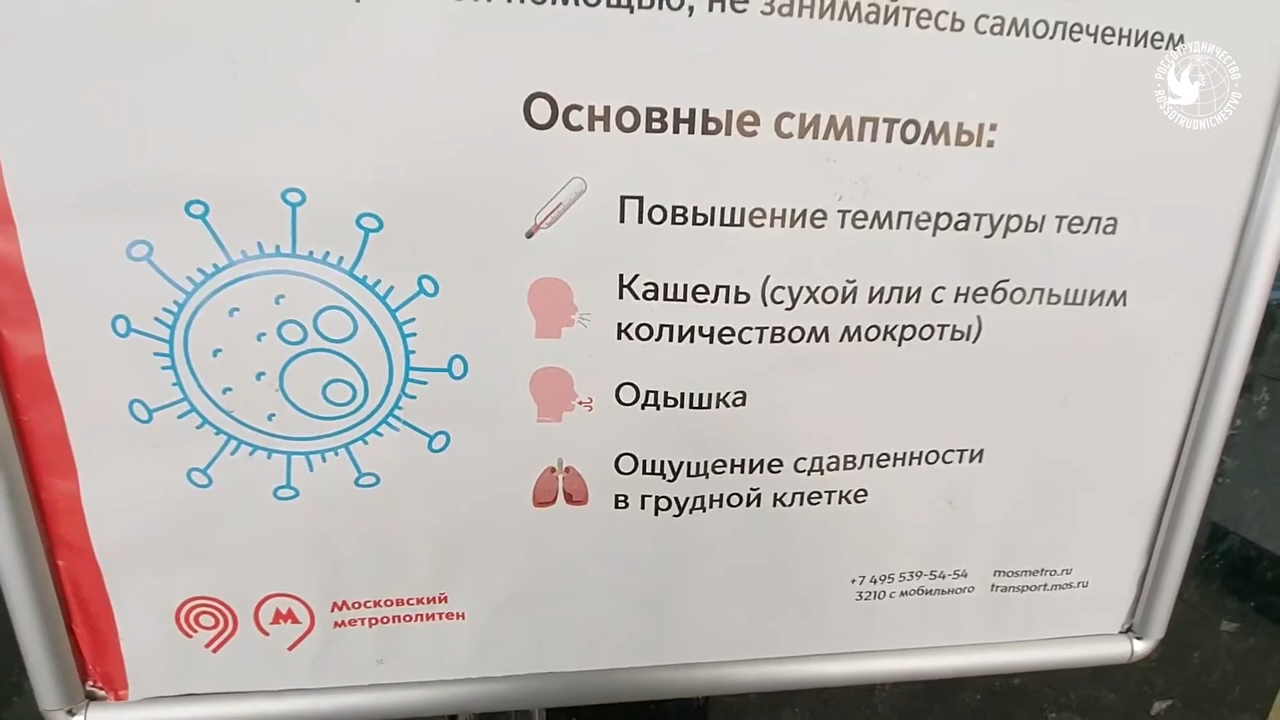 помощью, не занимайтесь самолечением
РОССОТРУДНИЧЕСТВО
ROSSOTRUDNICHESTVO
Основные симптомы:
Повышение температуры тела
Кашель (сухой или с небольшим
количеством мокроты)
Одышка
Ощущение сдавленности
в грудной клетке
+7 495 539-54-54 mosmetro.ru
3210 с мобильного transport.mos.ru
М
Московский
метрополитен